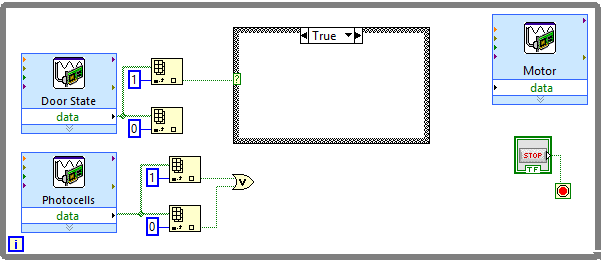 True
Door State
data
1
0
?
Motor
data
Photocells
data
1
0
V
STOP
TF
i